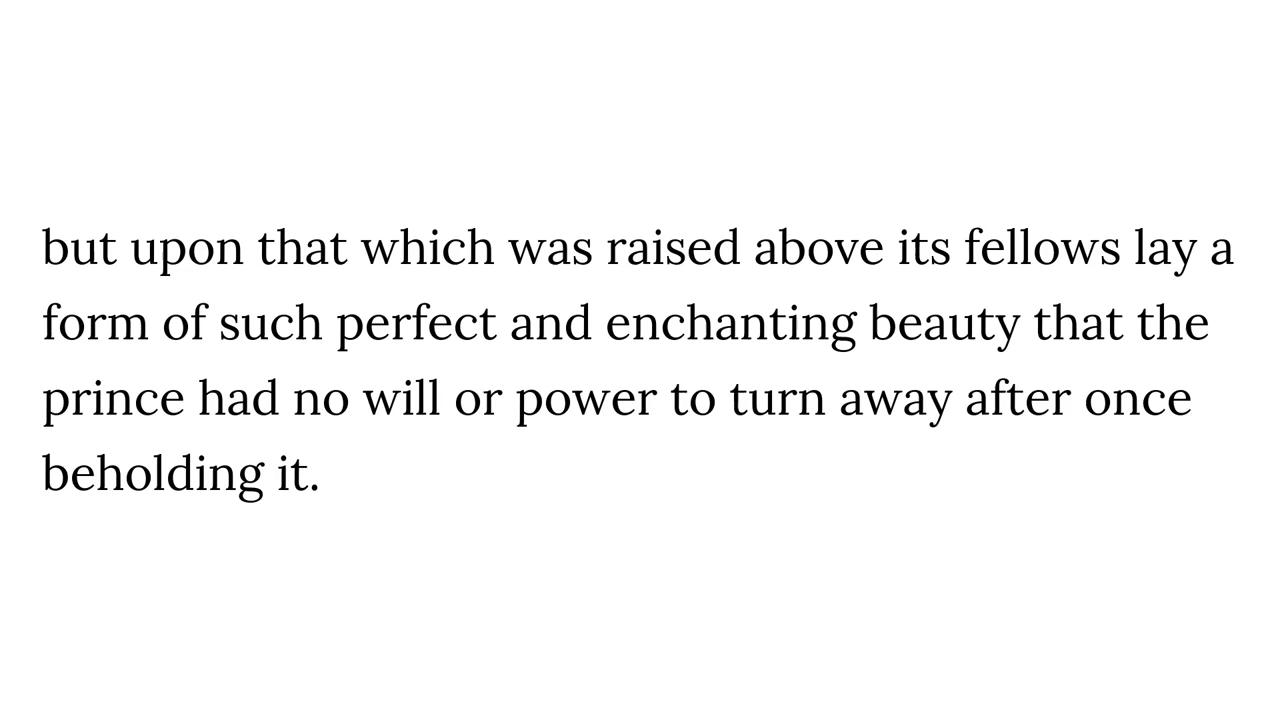 but upon that which was raised above its fellows lay a
form of such perfect and enchanting beauty that the
prince had no will or power to turn away after once
beholding it.